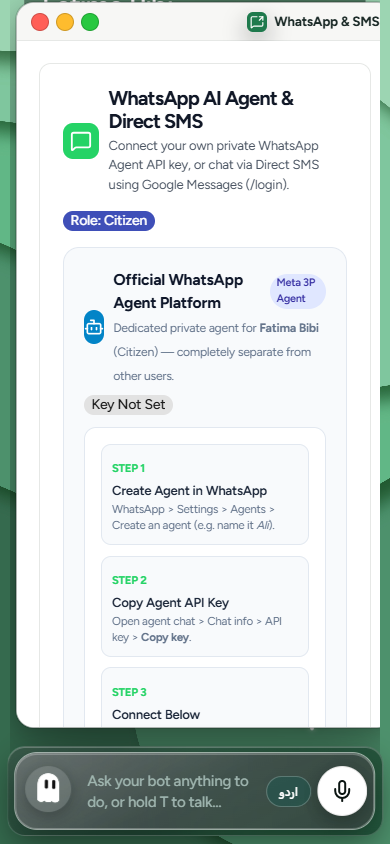 WhatsApp & SMS
WhatsApp AI Agent &
Direct SMS
Connect your own private WhatsApp
Agent API key, or chat via Direct SMS
using Google Messages (/login).
Role: Citizen
Official WhatsApp
Agent Platform
Meta 3P
Agent
Dedicated private agent for Fatima Bibi
(Citizen) — completely separate from
other users.
Key Not Set
STEP 1
Create Agent in WhatsApp
WhatsApp > Settings > Agents >
Create an agent (e.g. name it Ali).
STEP 2
Copy Agent API Key
Open agent chat > Chat info > API
key > Copy key.
STEP 3
Connect Below
Ask your bot anything to
do, or hold T to talk...
اردو